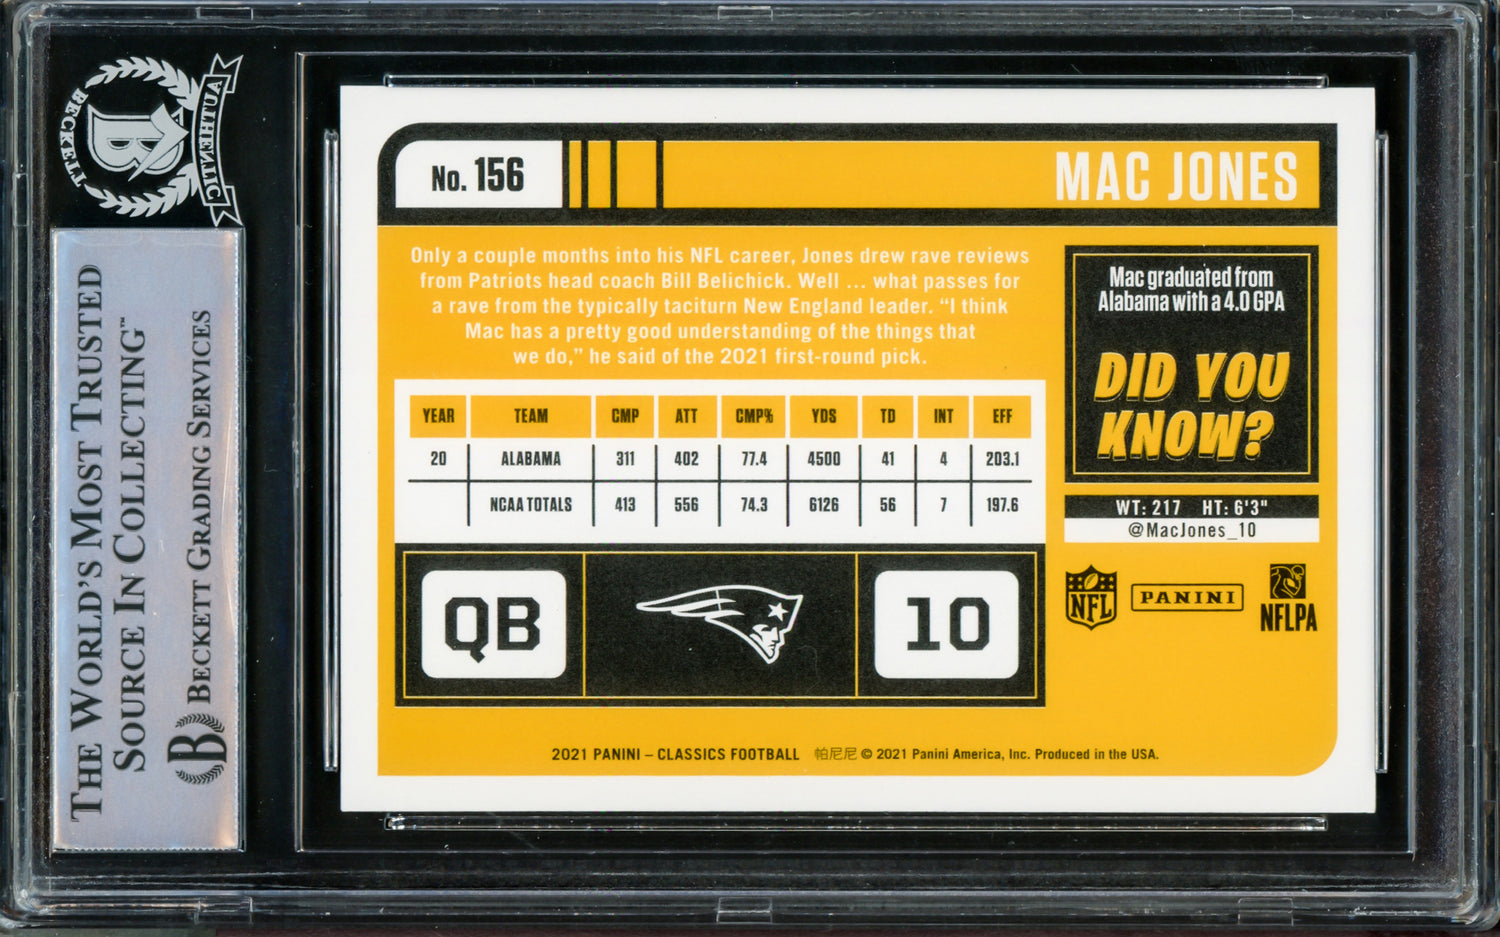 BECKETT
AUTHENTIC
B
THE WORLD'S MOST TRUSTED
SOURCE IN COLLECTING™
B BECKETT GRADING SERVICES
No. 156
MAC JONES
Only a couple months into his NFL career, Jones drew rave reviews
from Patriots head coach Bill Belichick. Well ... what passes for
a rave from the typically taciturn New England leader. “I think
Mac has a pretty good understanding of the things that
we do,” he said of the 2021 first-round pick.
Mac graduated from
Alabama with a 4.0 GPA
DID YOU
KNOW?
YEAR TEAM CMP ATT CMP% YDS TD INT EFF
20 ALABAMA 311 402 77.4 4500 41 4 203.1
NCAA TOTALS 413 556 74.3 6126 56 7 197.6
WT: 217 HT: 6'3"
@MacJones_10
QB
10
NFL
PANINI
NFLPA
2021 PANINI – CLASSICS FOOTBALL 帕尼尼 © 2021 Panini America, Inc. Produced in the USA.